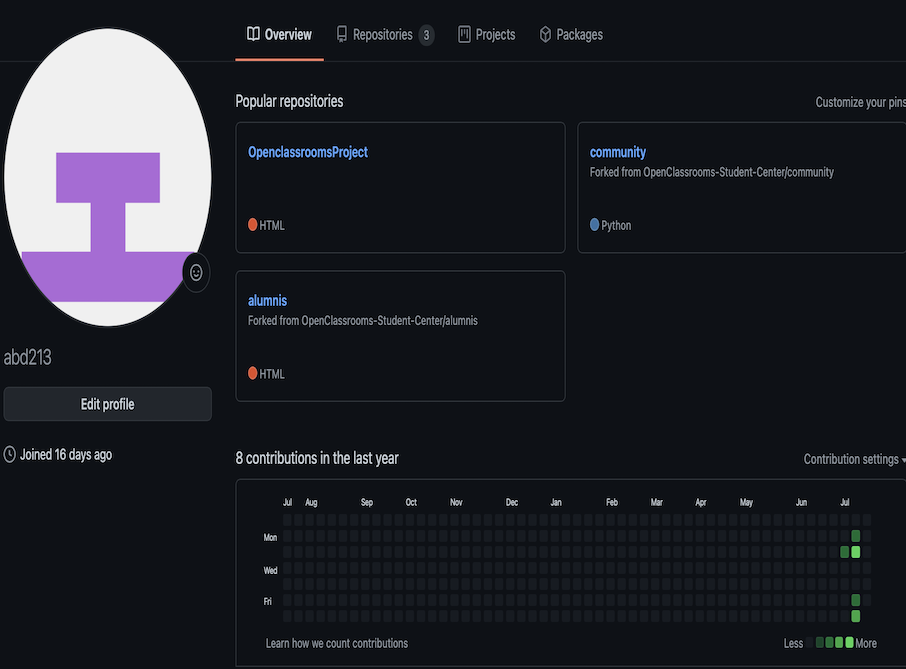 Overview Repositories 3 Projects Packages
Popular repositories Customize your pins
OpenclassroomsProject
HTML
community
Forked from OpenClassrooms-Student-Center/community
Python
alumnis
Forked from OpenClassrooms-Student-Center/alumnis
HTML
abd213
Edit profile
Joined 16 days ago
8 contributions in the last year Contribution settings
Jul Aug Sep Oct Nov Dec Jan Feb Mar Apr May Jun Jul
Mon
Wed
Fri
Learn how we count contributions Less More